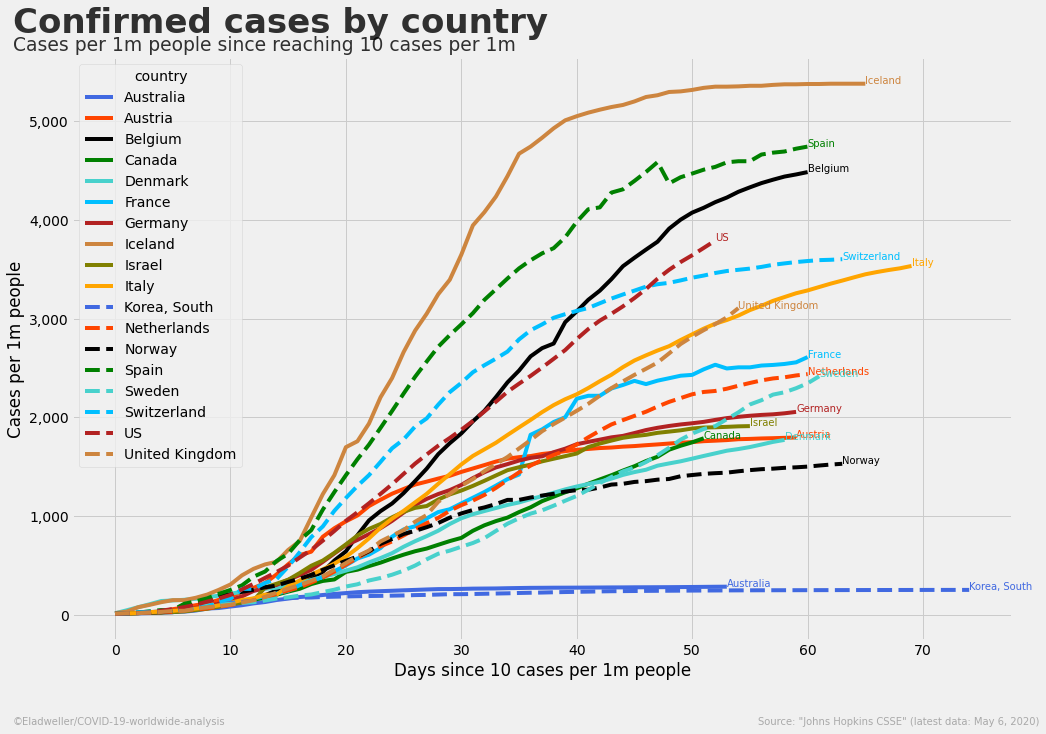 Confirmed cases by country
Cases per 1m people since reaching 10 cases per 1m
country
Australia
Austria
Belgium
Canada
Denmark
France
Germany
Iceland
Israel
Italy
Korea, South
Netherlands
Norway
Spain
Sweden
Switzerland
US
United Kingdom
Cases per 1m people
5,000
4,000
3,000
2,000
1,000
0
Iceland
Spain
Belgium
US
Switzerland
Italy
United Kingdom
France
Netherlands
Sweden
Germany
Israel
Canada
Austria
Denmark
Norway
Australia
Korea, South
0 10 20 30 40 50 60 70
Days since 10 cases per 1m people
©Eladweller/COVID-19-worldwide-analysis
Source: "Johns Hopkins CSSE" (latest data: May 6, 2020)